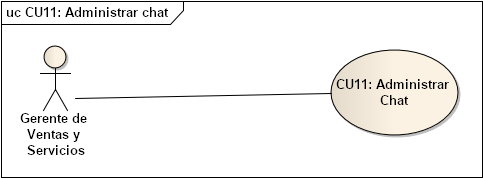 uc CU11: Administrar chat
Gerente de
Ventas y
Servicios
CU11: Administrar
Chat